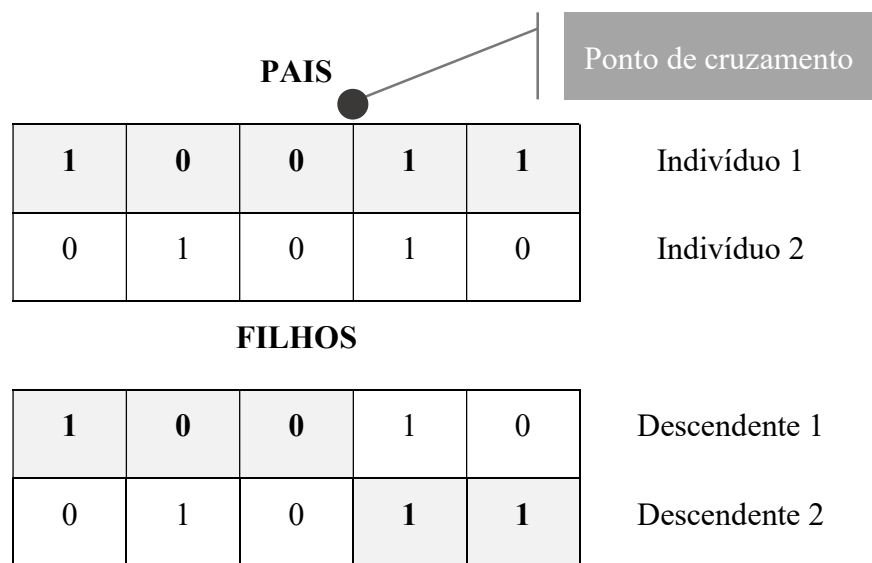 Ponto de cruzamento
PAIS
1 0 0 1 1 Indivíduo 1
0 1 0 1 0 Indivíduo 2
FILHOS
1 0 0 1 0 Descendente 1
0 1 0 1 1 Descendente 2